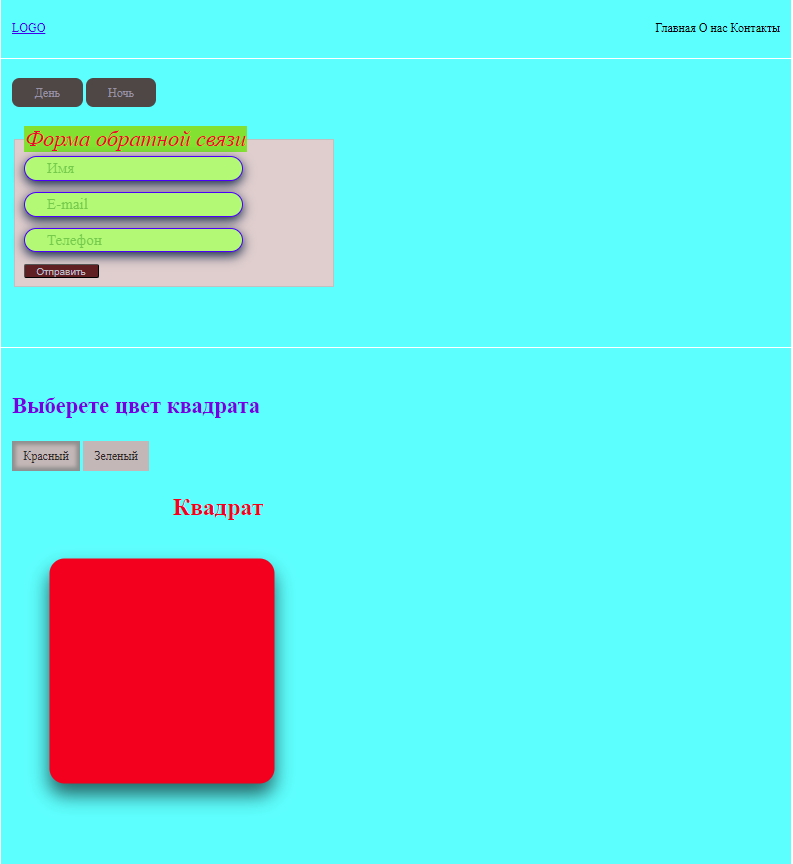 LOGO
Главная О нас Контакты
День Ночь
Форма обратной связи
Имя
E-mail
Телефон
Отправить
Выберете цвет квадрата
Красный Зеленый
Квадрат